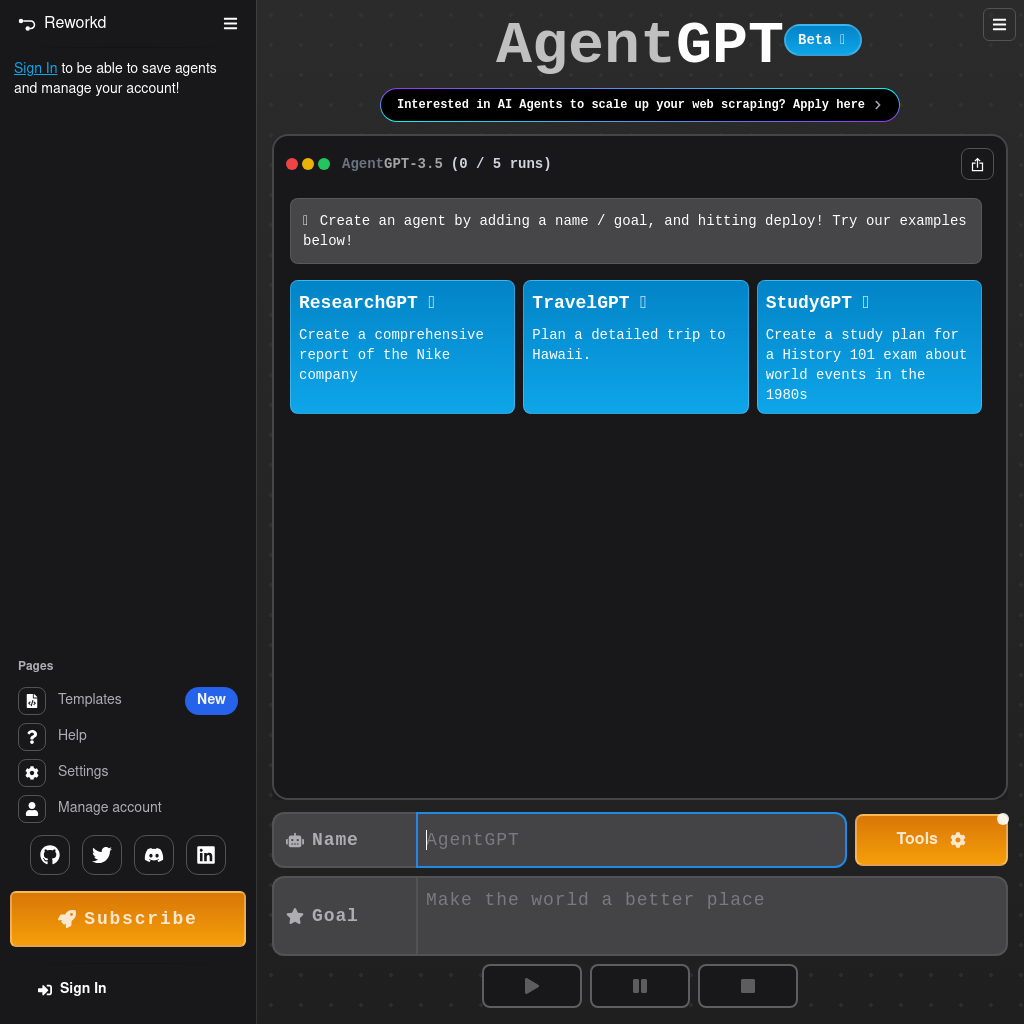 Reworkd
Sign In to be able to save agents
and manage your account!
AgentGPT
Beta
Interested in AI Agents to scale up your web scraping? Apply here
AgentGPT-3.5 (0 / 5 runs)
Create an agent by adding a name / goal, and hitting deploy! Try our examples
below!
ResearchGPT
Create a comprehensive
report of the Nike
company
TravelGPT
Plan a detailed trip to
Hawaii.
StudyGPT
Create a study plan for
a History 101 exam about
world events in the
1980s
Pages
Templates New
Help
Settings
Manage account
Subscribe
Sign In
Name AgentGPT
Tools
Goal Make the world a better place